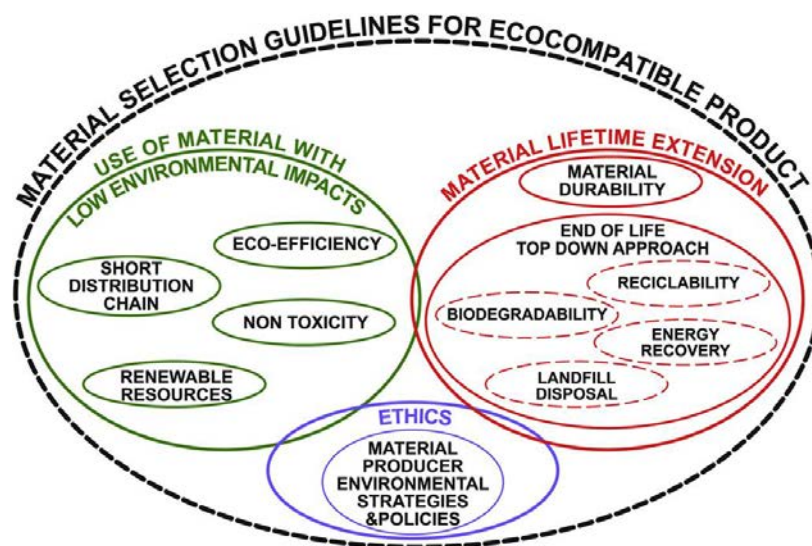 MATERIAL SELECTION GUIDELINES FOR ECOCOMPATIBLE PRODUCT
USE OF MATERIAL WITH
LOW ENVIRONMENTAL IMPACTS
ECO-EFFICIENCY
SHORT
DISTRIBUTION
CHAIN
NON TOXICITY
RENEWABLE
RESOURCES
MATERIAL LIFETIME EXTENSION
MATERIAL
DURABILITY
END OF LIFE
TOP DOWN APPROACH
RECICLABILITY
BIODEGRADABILITY
ENERGY
RECOVERY
LANDFILL
DISPOSAL
ETHICS
MATERIAL
PRODUCER
ENVIRONMENTAL
STRATEGIES
&POLICIES